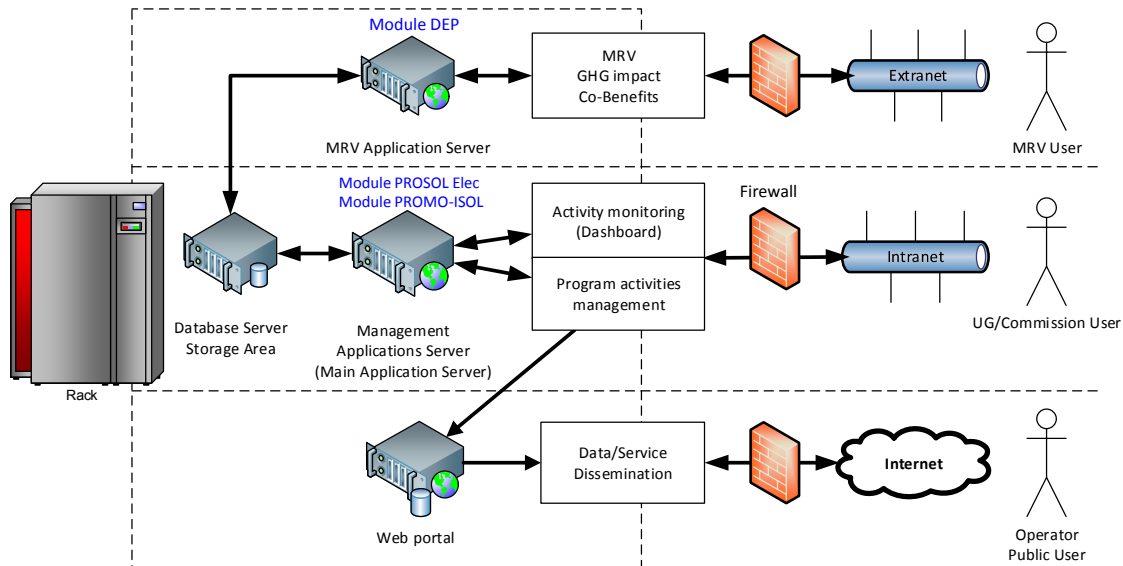 Module DEP
MRV
GHG impact
Co-Benefits
Extranet
MRV Application Server
MRV User
Module PROSOL Elec
Module PROMO-ISOL
Firewall
Activity monitoring
(Dashboard)
Program activities
management
Intranet
Database Server
Storage Area
Management
Applications Server
(Main Application Server)
UG/Commission User
Rack
Data/Service
Dissemination
Internet
Web portal
Operator
Public User